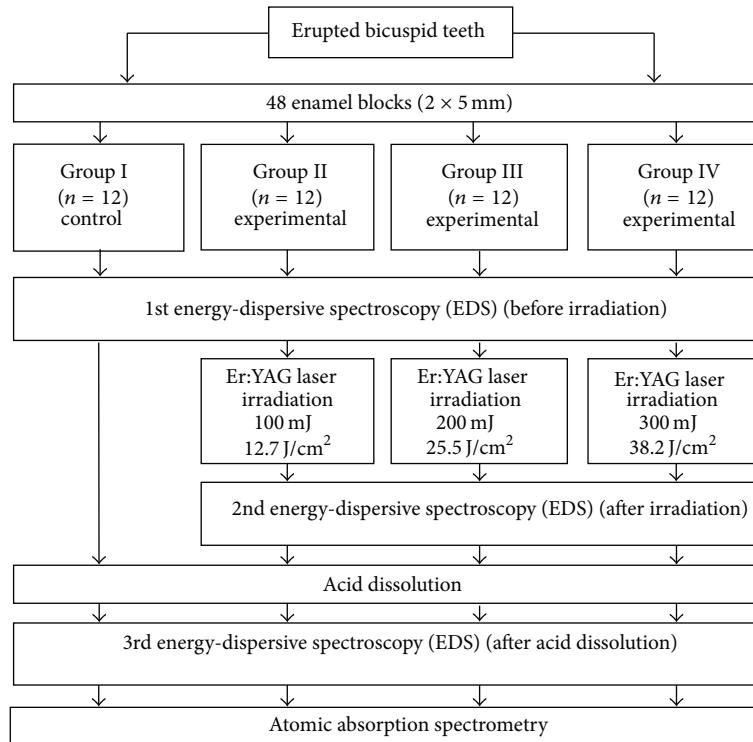 Erupted bicuspid teeth
48 enamel blocks (2 × 5 mm)
Group I
(n = 12)
control
Group II
(n = 12)
experimental
Group III
(n = 12)
experimental
Group IV
(n = 12)
experimental
1st energy-dispersive spectroscopy (EDS) (before irradiation)
Er:YAG laser
irradiation
100 mJ
12.7 J/cm²
Er:YAG laser
irradiation
200 mJ
25.5 J/cm²
Er:YAG laser
irradiation
300 mJ
38.2 J/cm²
2nd energy-dispersive spectroscopy (EDS) (after irradiation)
Acid dissolution
3rd energy-dispersive spectroscopy (EDS) (after acid dissolution)
Atomic absorption spectrometry